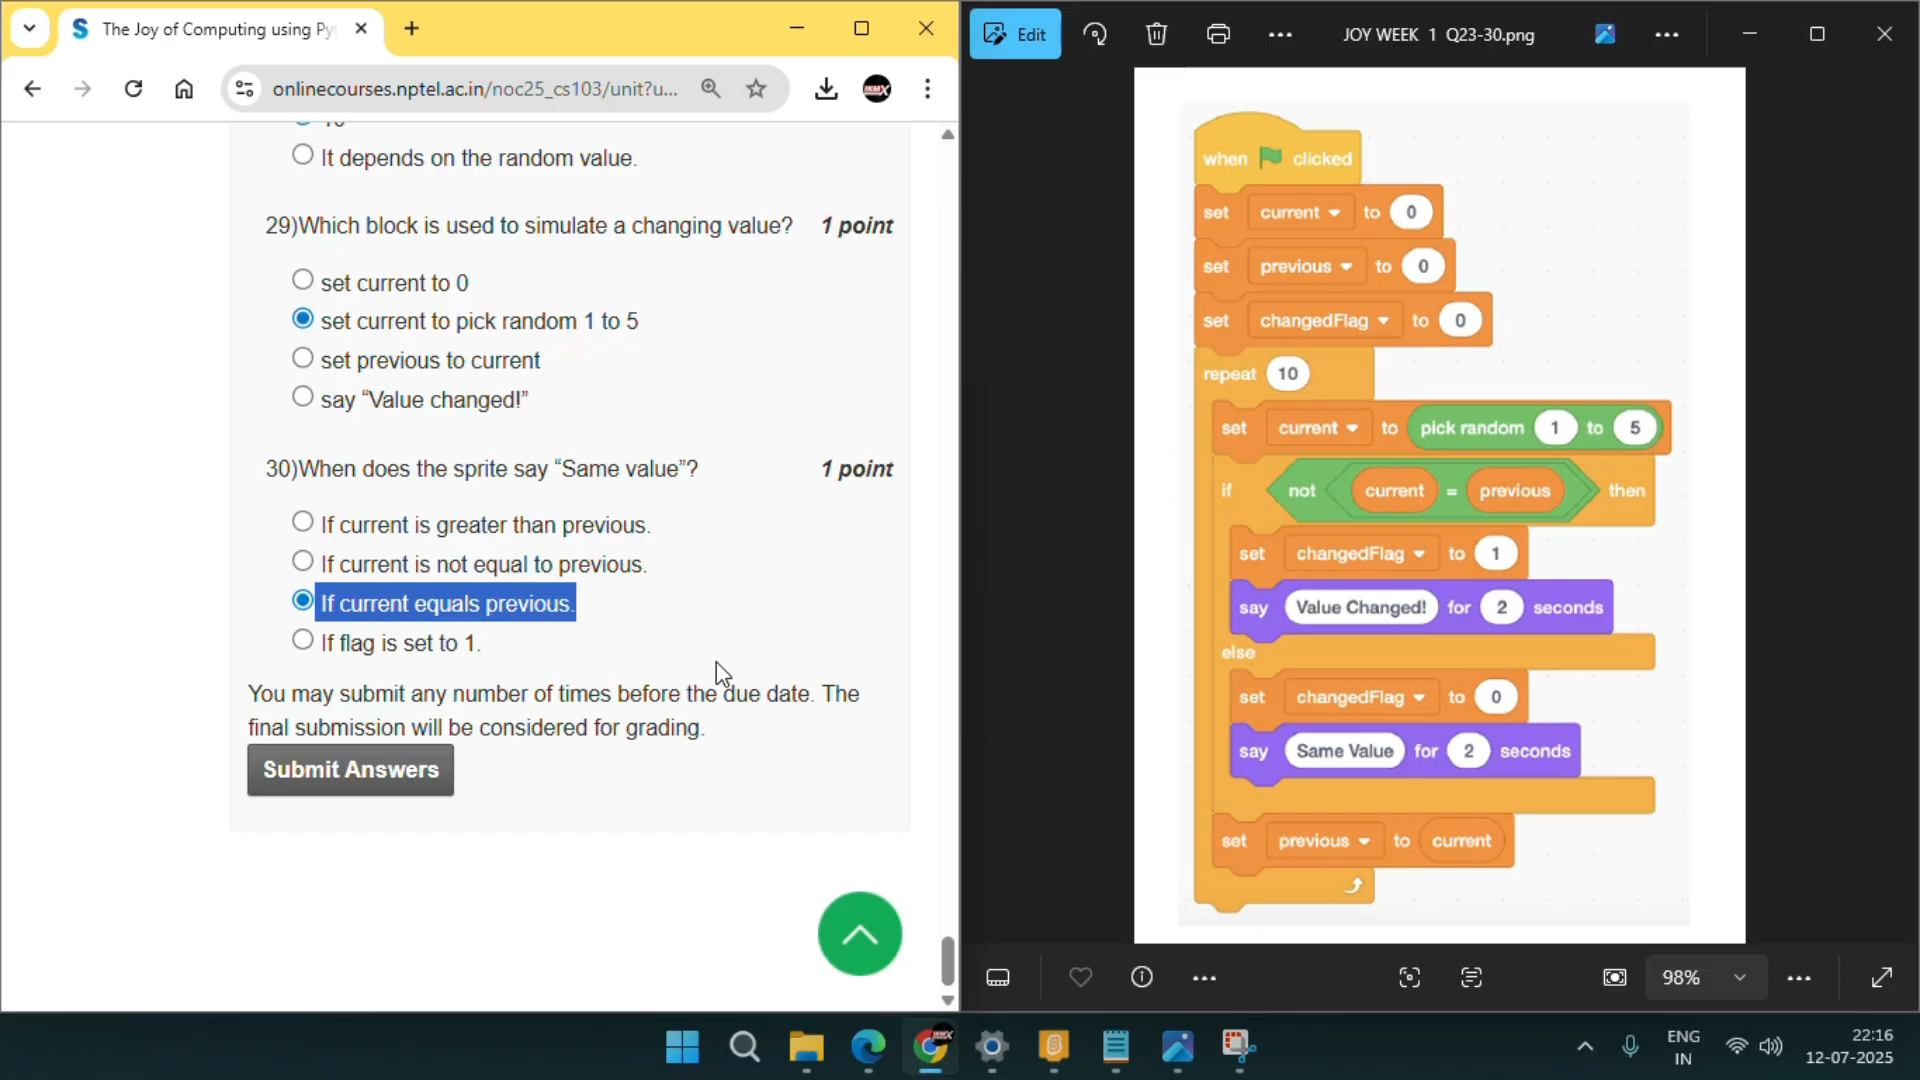 The Joy of Computing using Py
onlinecourses.nptel.ac.in/noc25_cs103/unit?u...
It depends on the random value.
29)Which block is used to simulate a changing value?
1 point
set current to 0
set current to pick random 1 to 5
set previous to current
say “Value changed!”
30)When does the sprite say “Same value”?
1 point
If current is greater than previous.
If current is not equal to previous.
If current equals previous.
If flag is set to 1.
You may submit any number of times before the due date. The
final submission will be considered for grading.
Submit Answers
Edit
JOY WEEK 1 Q23-30.png
when clicked
set current to 0
set previous to 0
set changedFlag to 0
repeat 10
set current to pick random 1 to 5
if not current = previous then
set changedFlag to 1
say Value Changed! for 2 seconds
else
set changedFlag to 0
say Same Value for 2 seconds
set previous to current
98%
ENG
IN
22:16
12-07-2025